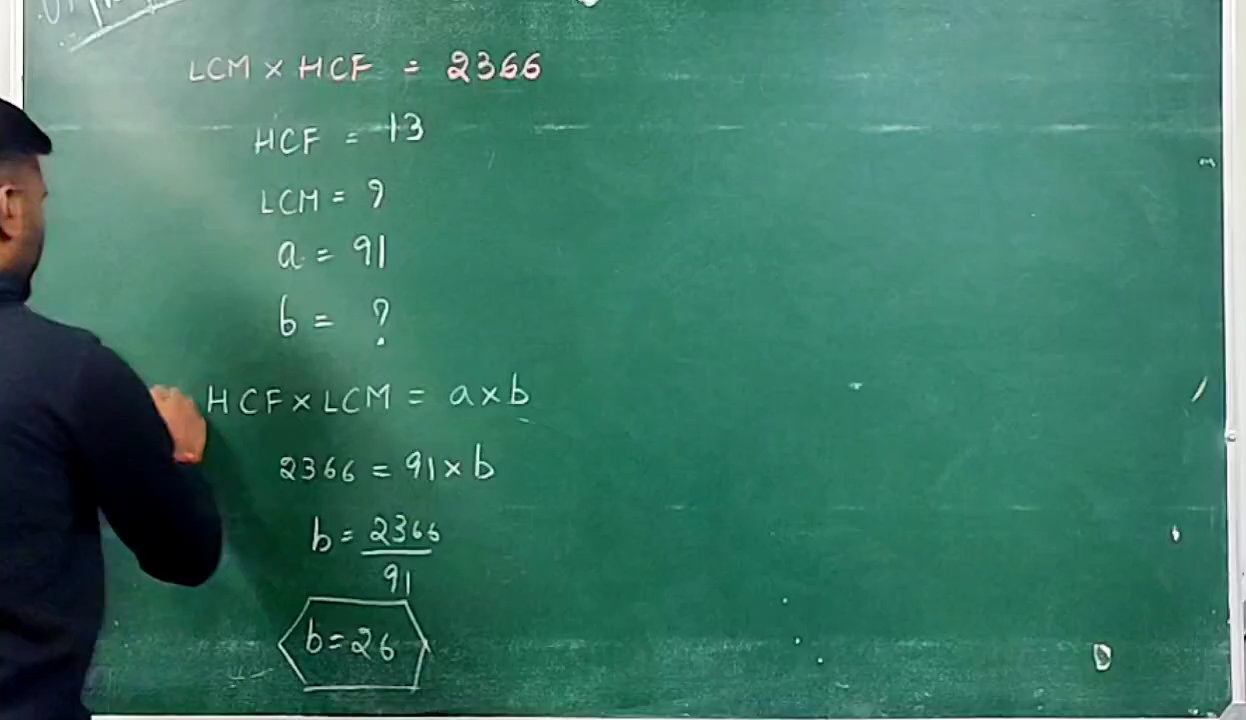 LCM × HCF = 2366
HCF = 13
LCM = ?
a = 91
b = ?
HCF × LCM = a × b
2366 = 91 × b
b = 2366
91
b = 26